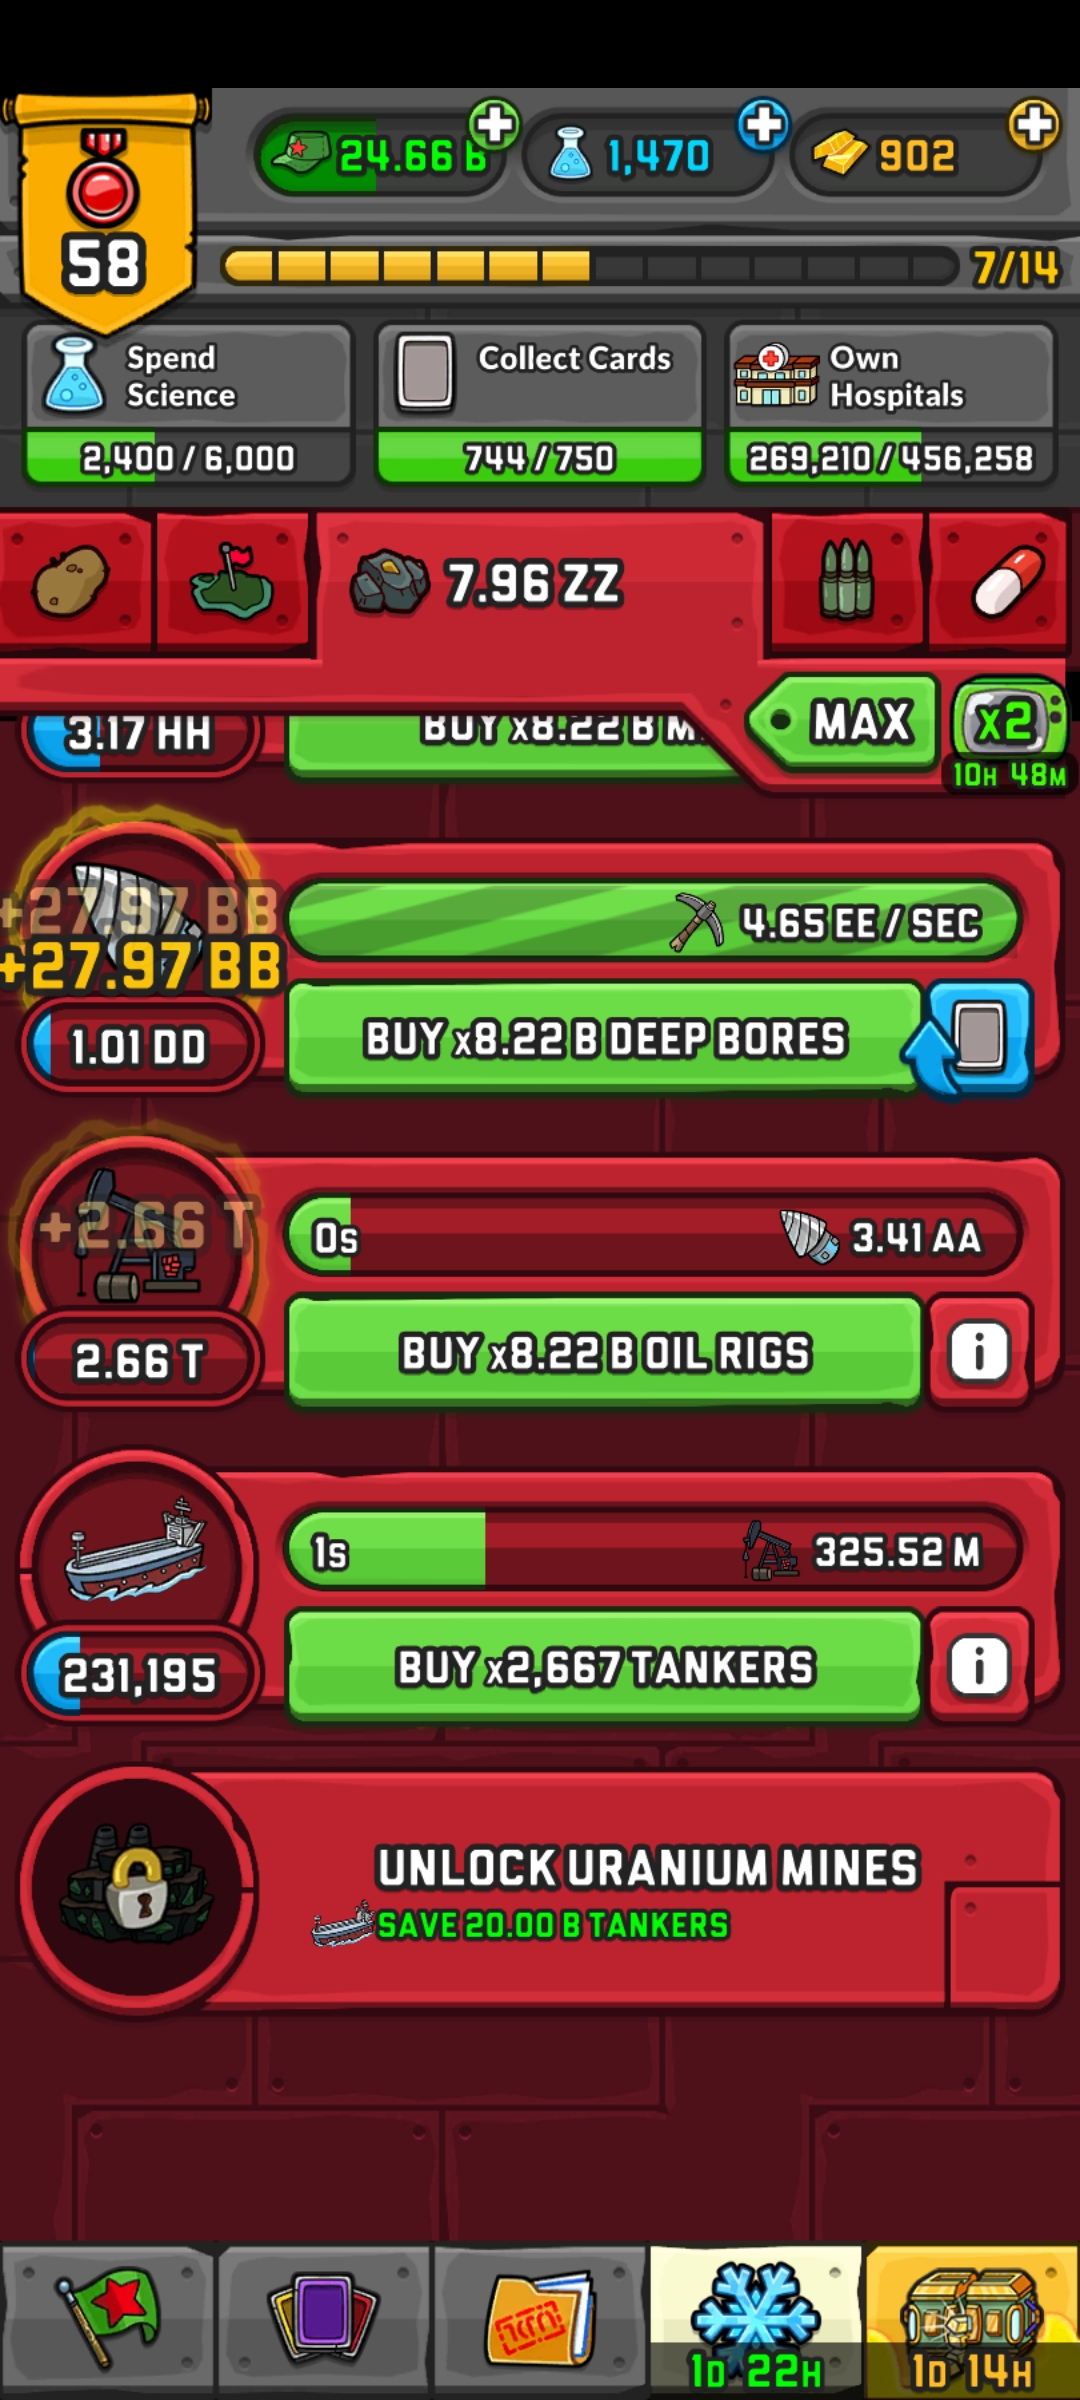 24.66 B
1,470
902
58
7/14
Spend
Science
Collect Cards
Own
Hospitals
2,400 / 6,000
744 / 750
269,210 / 456,258
7.96 ZZ
MAX
x2
10H 48M
3.17 HH
BUY x8.22 B M
+27.97 BB
+27.97 BB
4.65 EE / SEC
1.01 DD
BUY x8.22 B DEEP BORES
+2.66 T
0s
3.41 AA
2.66 T
BUY x8.22 B OIL RIGS
i
1s
325.52 M
231,195
BUY x2,667 TANKERS
i
UNLOCK URANIUM MINES
SAVE 20.00 B TANKERS
1D 22H
1D 14H